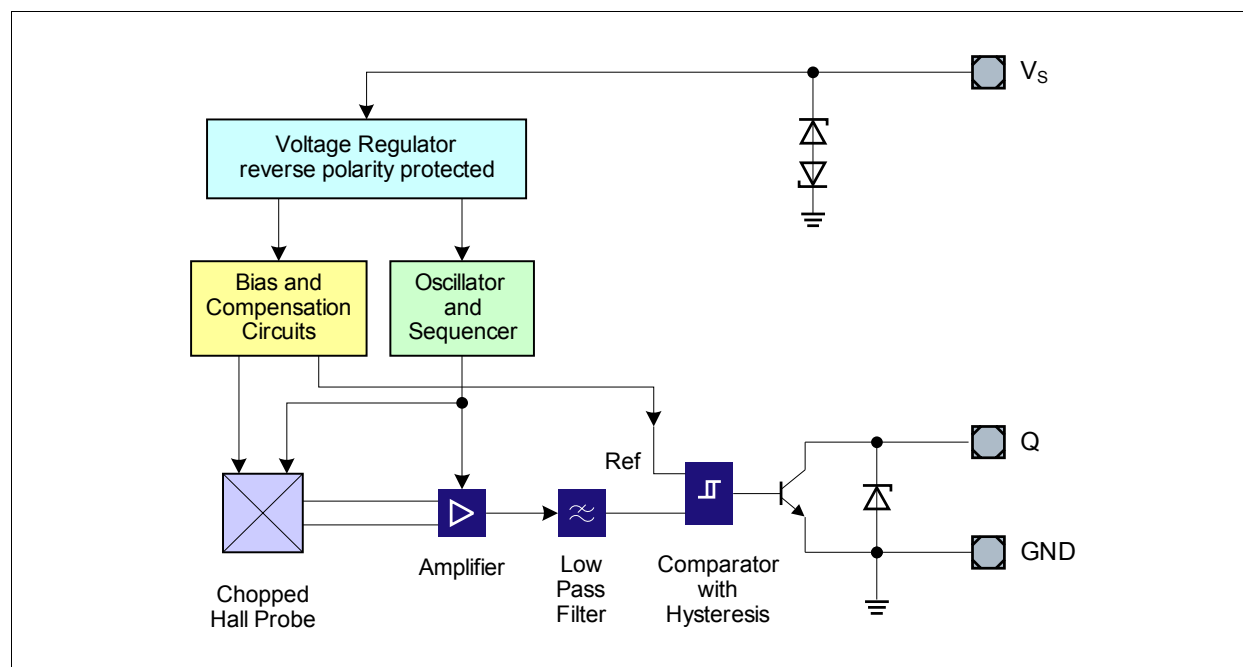 V_S
Voltage Regulator
reverse polarity protected
Bias and
Compensation
Circuits
Oscillator
and
Sequencer
Ref
Q
GND
Amplifier
Low
Pass
Filter
Comparator
with
Hysteresis
Chopped
Hall Probe